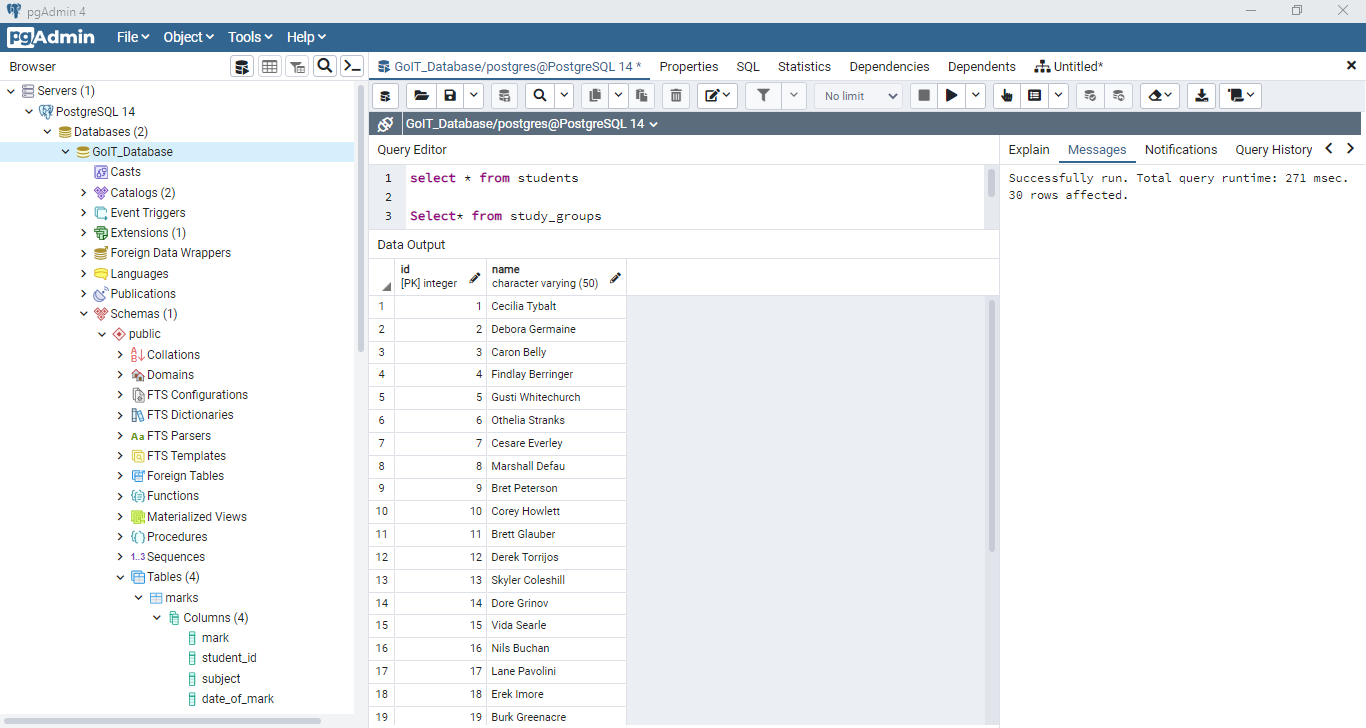 pgAdmin 4
pgAdmin File Object Tools Help
Browser
Servers (1)
PostgreSQL 14
Databases (2)
GoIT_Database
Casts
Catalogs (2)
Event Triggers
Extensions (1)
Foreign Data Wrappers
Languages
Publications
Schemas (1)
public
Collations
Domains
FTS Configurations
FTS Dictionaries
Aa FTS Parsers
FTS Templates
Foreign Tables
Functions
Materialized Views
Procedures
1..3 Sequences
Tables (4)
marks
Columns (4)
mark
student_id
subject
date_of_mark
GoIT_Database/postgres@PostgreSQL 14 * Properties SQL Statistics Dependencies Dependents Untitled*
No limit
GoIT_Database/postgres@PostgreSQL 14
Query Editor
1 select * from students
2
3 Select* from study_groups
Data Output
id
[PK] integer
name
character varying (50)
1 1 Cecilia Tybalt
2 2 Debora Germaine
3 3 Caron Belly
4 4 Findlay Berringer
5 5 Gusti Whitechurch
6 6 Othelia Stranks
7 7 Cesare Everley
8 8 Marshall Defau
9 9 Bret Peterson
10 10 Corey Howlett
11 11 Brett Glauber
12 12 Derek Torrijos
13 13 Skyler Coleshill
14 14 Dore Grinov
15 15 Vida Searle
16 16 Nils Buchan
17 17 Lane Pavolini
18 18 Erek Imore
19 19 Burk Greenacre
Explain Messages Notifications Query History
Successfully run. Total query runtime: 271 msec.
30 rows affected.